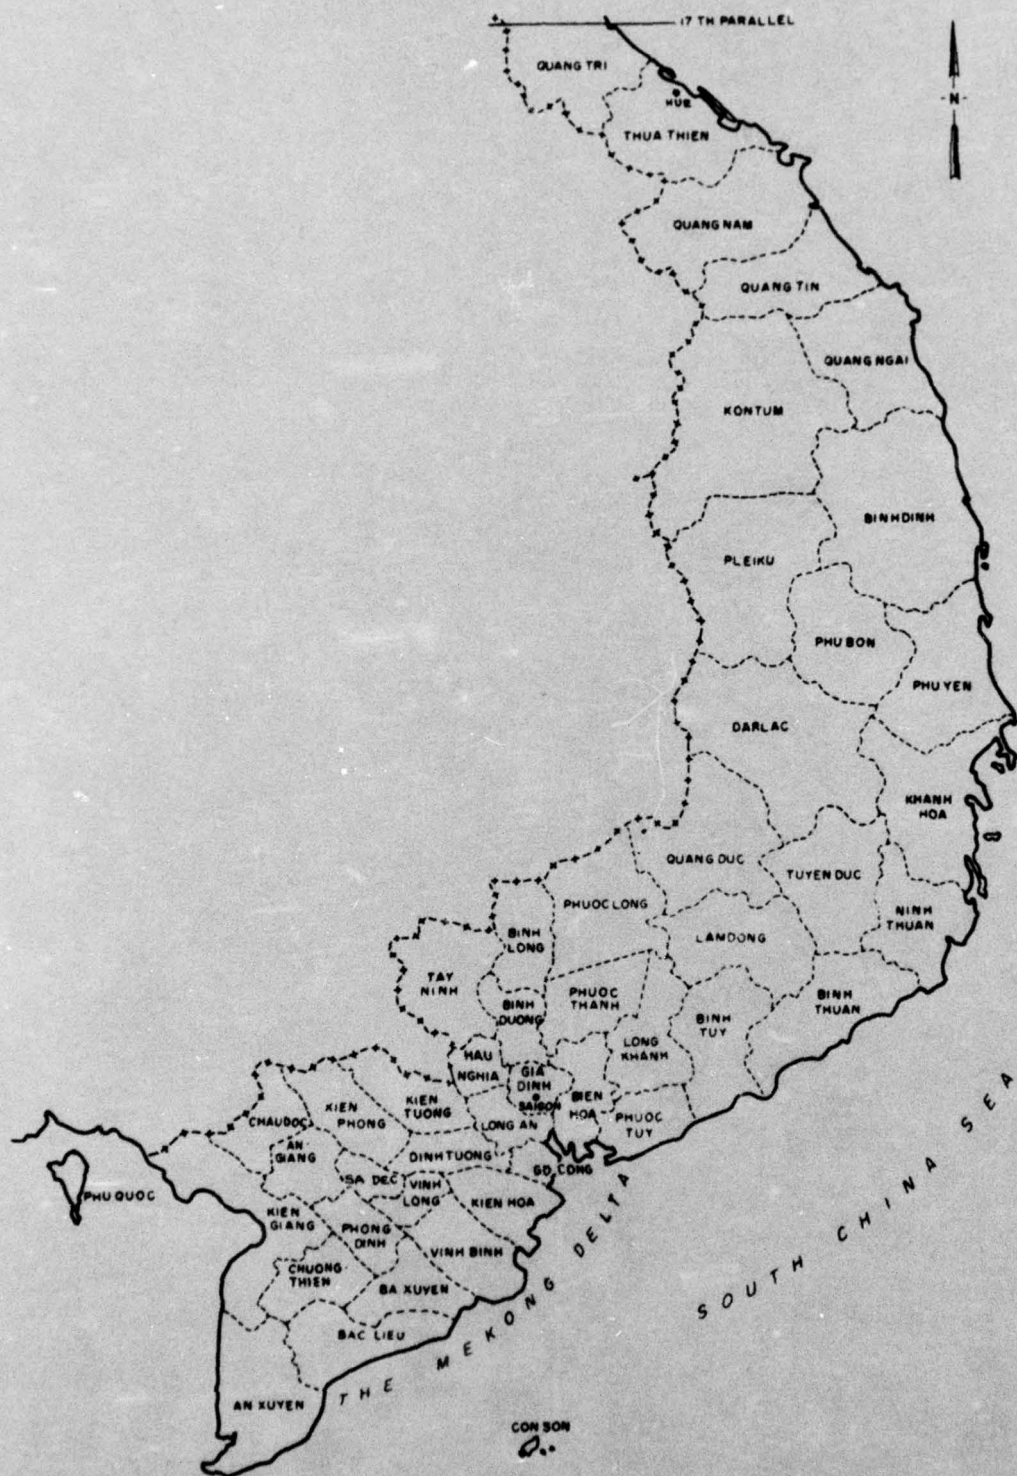 17 TH PARALLEL
QUANG TRI
N
HUE
THUA THIEN
QUANG NAM
QUANG TIN
QUANG NGAI
KONTUM
BINH DINH
PLEIKU
PHU BON
PHU YEN
DARLAC
KHANH
HOA
QUANG DUC
TUYEN DUC
PHUOC LONG
NINH
THUAN
BINH
LONG
LAMDONG
TAY
NINH
PHUOC
THANH
BINH
DUONG
BINH
TUY
BINH
THUAN
LONG
KHANH
HAU
NGHIA
GIA
DINH
SAIGON
BIEN
HOA
PHUOC
TUY
CHAUDOC
KIEN
PHONG
KIEN
TUONG
LONG AN
AN
GIANG
DINH TUONG
GO CONG
SA DEC
VINH
LONG
KIEN HOA
PHU QUOC
KIEN
GIANG
PHONG
DINH
VINH BINH
CHUONG
THIEN
BA XUYEN
BAC LIEU
AN XUYEN
THE MEKONG DELTA
SOUTH CHINA SEA
CON SON